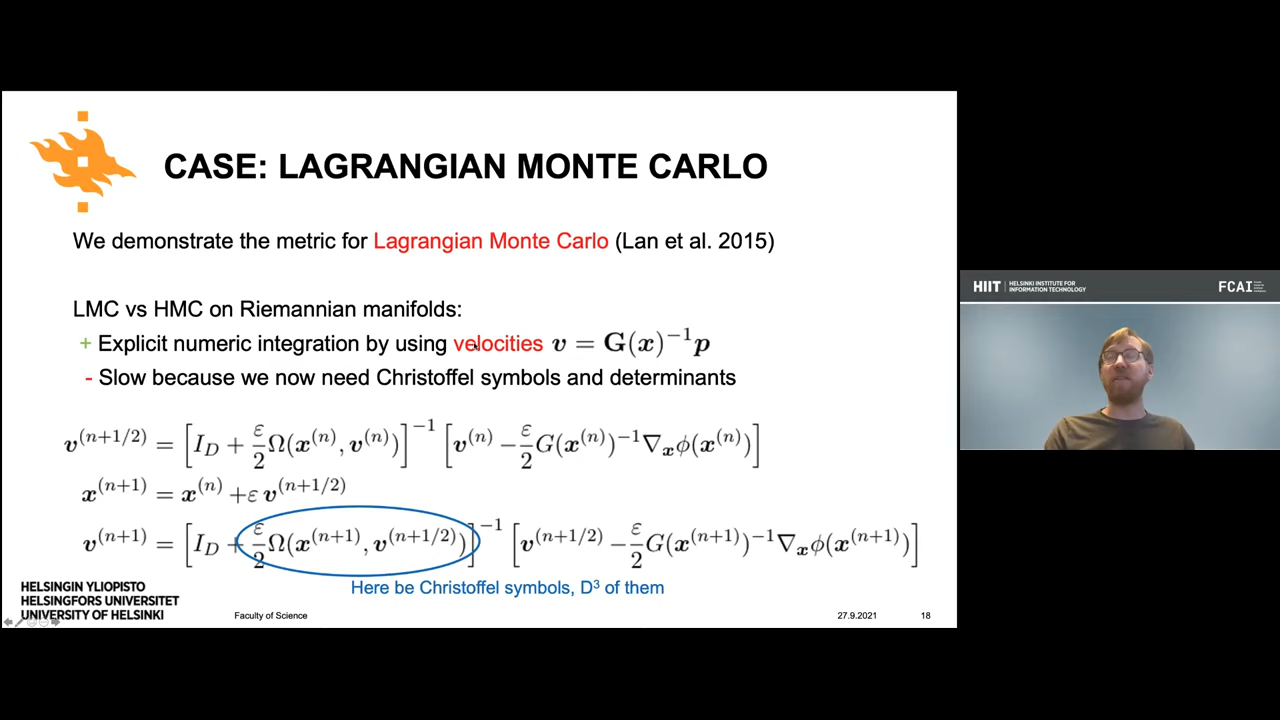 CASE: LAGRANGIAN MONTE CARLO
We demonstrate the metric for Lagrangian Monte Carlo (Lan et al. 2015)
LMC vs HMC on Riemannian manifolds:
+ Explicit numeric integration by using velocities v = G(x)⁻¹p
- Slow because we now need Christoffel symbols and determinants
v⁽ⁿ⁺¹/²⁾ = [I_D + ε/2 Ω(x⁽ⁿ⁾, v⁽ⁿ⁾)]⁻¹ [v⁽ⁿ⁾ − ε/2 G(x⁽ⁿ⁾)⁻¹∇ₓϕ(x⁽ⁿ⁾)]
x⁽ⁿ⁺¹⁾ = x⁽ⁿ⁾ + ε v⁽ⁿ⁺¹/²⁾
v⁽ⁿ⁺¹⁾ = [I_D + ε/2 Ω(x⁽ⁿ⁺¹⁾, v⁽ⁿ⁺¹/²⁾)]⁻¹ [v⁽ⁿ⁺¹/²⁾ − ε/2 G(x⁽ⁿ⁺¹⁾)⁻¹∇ₓϕ(x⁽ⁿ⁺¹⁾)]
Here be Christoffel symbols, D³ of them
HELSINGIN YLIOPISTO
HELSINGFORS UNIVERSITET
UNIVERSITY OF HELSINKI
Faculty of Science
27.9.2021
18
HIIT
HELSINKI INSTITUTE FOR
INFORMATION TECHNOLOGY
FCAI